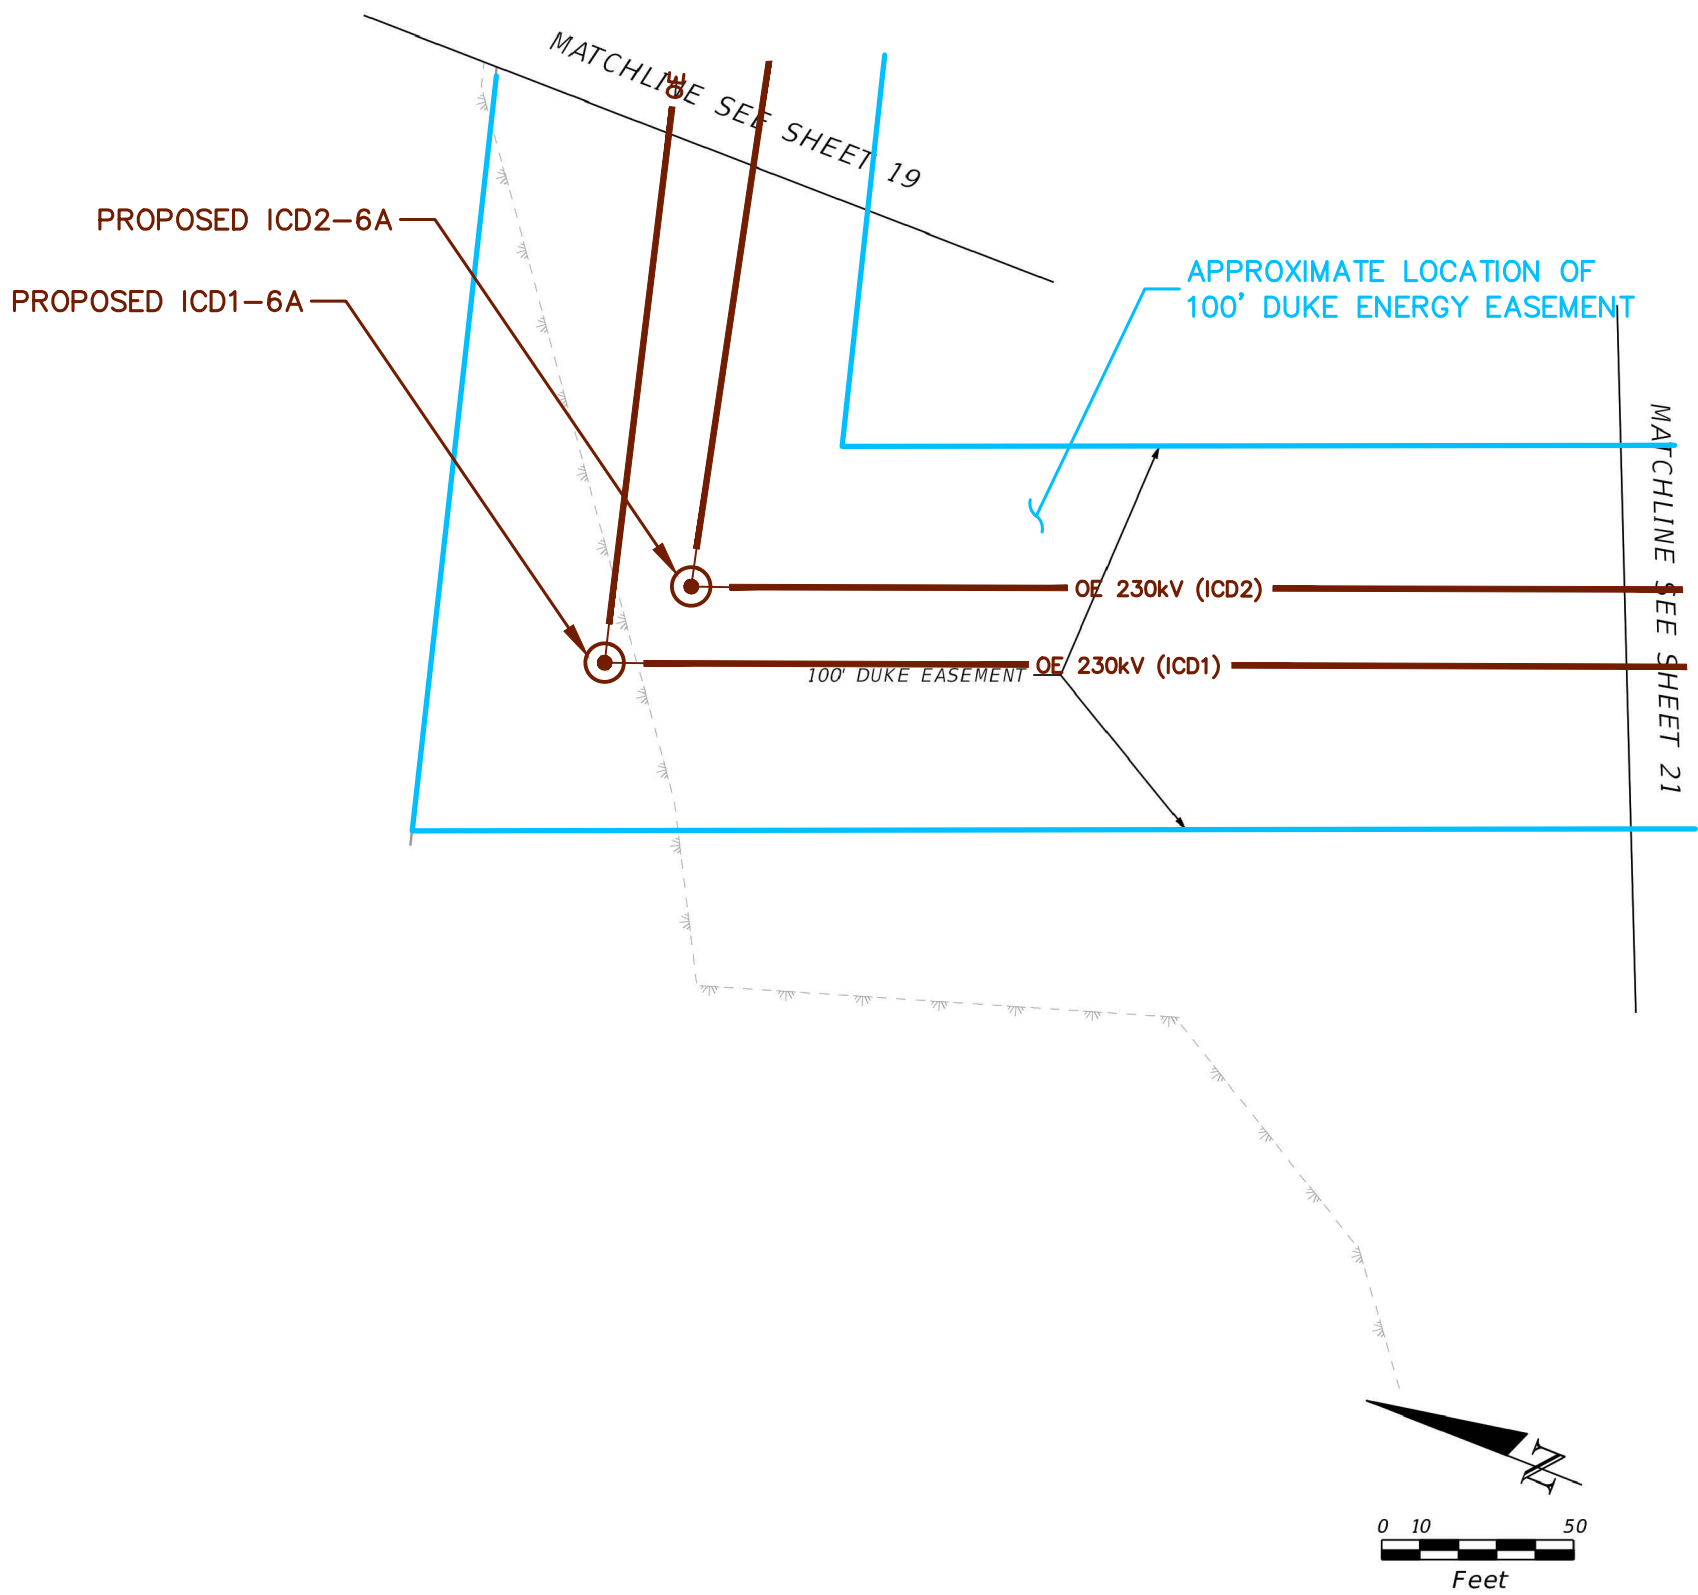 MATCHLINE SEE SHEET 19
OE
PROPOSED ICD2-6A
PROPOSED ICD1-6A
APPROXIMATE LOCATION OF
100' DUKE ENERGY EASEMENT
MATCHLINE SEE SHEET 21
OE 230kV (ICD2)
OE 230kV (ICD1)
100' DUKE EASEMENT
N
0 10 50
Feet